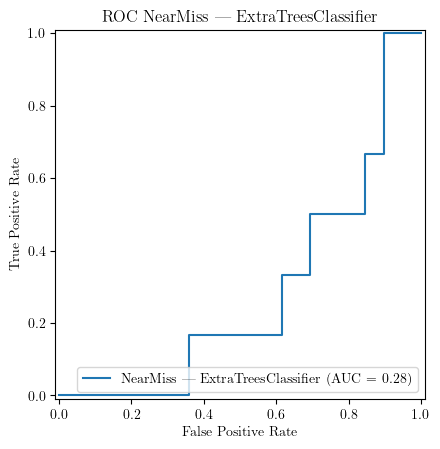 ROC NearMiss — ExtraTreesClassifier
1.0
0.8
0.6
0.4
0.2
0.0
True Positive Rate
NearMiss — ExtraTreesClassifier (AUC = 0.28)
0.0 0.2 0.4 0.6 0.8 1.0
False Positive Rate